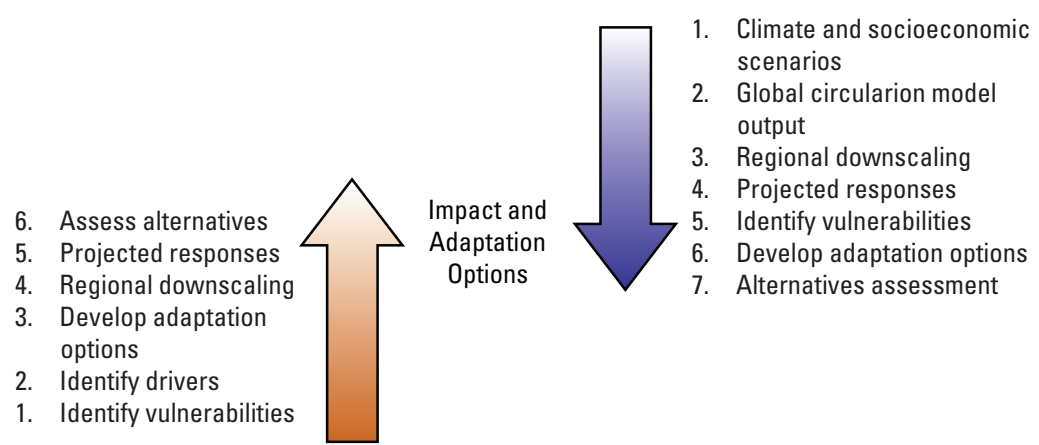 6. Assess alternatives
5. Projected responses
4. Regional downscaling
3. Develop adaptation
options
2. Identify drivers
1. Identify vulnerabilities
Impact and
Adaptation
Options
1. Climate and socioeconomic
scenarios
2. Global circularion model
output
3. Regional downscaling
4. Projected responses
5. Identify vulnerabilities
6. Develop adaptation options
7. Alternatives assessment